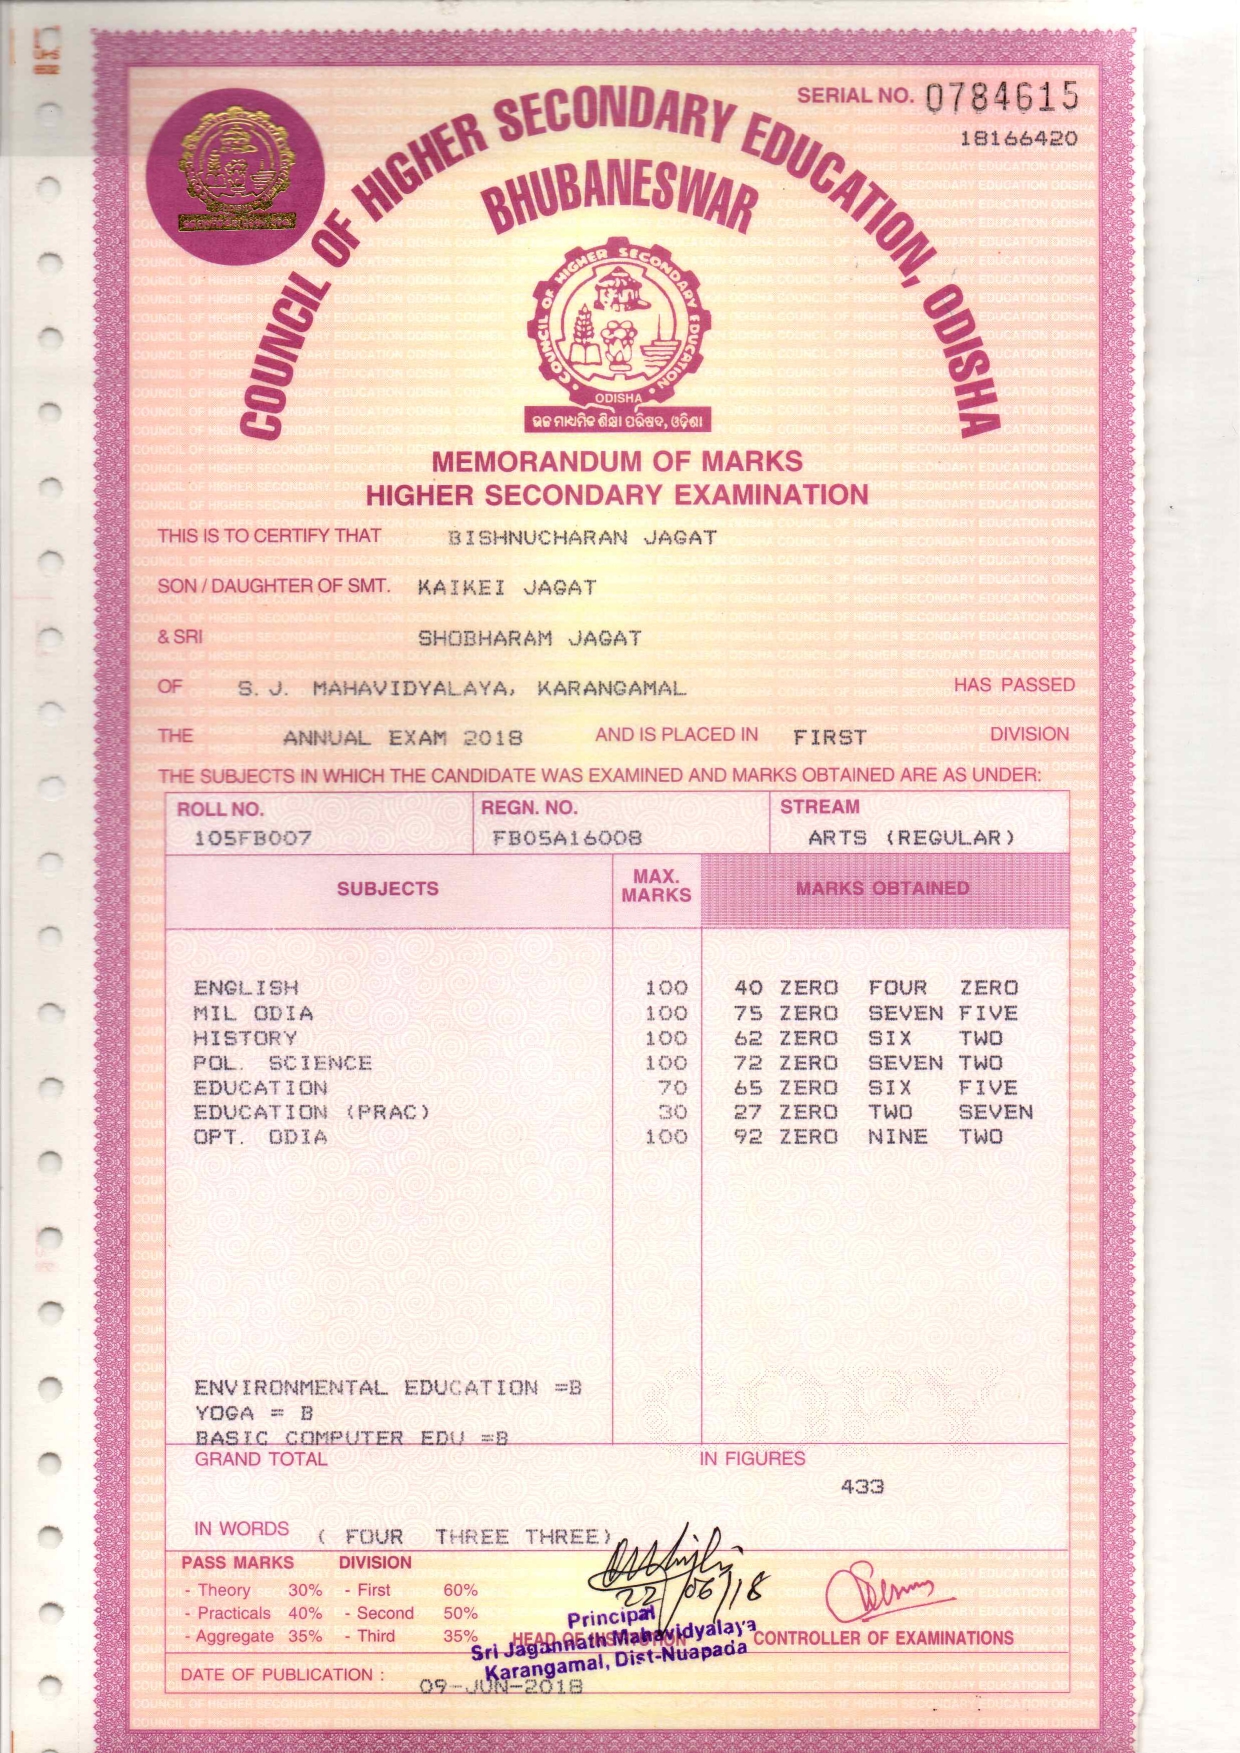 SERIAL NO. 0784615
18166420
COUNCIL OF HIGHER SECONDARY EDUCATION, ODISHA
BHUBANESWAR
COUNCIL OF HIGHER SECONDARY EDUCATION,
ODISHA
ଉଚ୍ଚ ମାଧ୍ୟମିକ ଶିକ୍ଷା ପରିଷଦ, ଓଡ଼ିଶା
MEMORANDUM OF MARKS
HIGHER SECONDARY EXAMINATION
THIS IS TO CERTIFY THAT BISHNUCHARAN JAGAT
SON / DAUGHTER OF SMT. KAIKEI JAGAT
& SRI SHOBHARAM JAGAT
OF S. J. MAHAVIDYALAYA, KARANGAMAL HAS PASSED
THE ANNUAL EXAM 2018 AND IS PLACED IN FIRST DIVISION
THE SUBJECTS IN WHICH THE CANDIDATE WAS EXAMINED AND MARKS OBTAINED ARE AS UNDER:
ROLL NO. REGN. NO. STREAM
105FB007 FB05A16008 ARTS (REGULAR)
SUBJECTS MAX. MARKS MARKS OBTAINED
ENGLISH 100 40 ZERO FOUR ZERO
MIL ODIA 100 75 ZERO SEVEN FIVE
HISTORY 100 62 ZERO SIX TWO
POL. SCIENCE 100 72 ZERO SEVEN TWO
EDUCATION 70 65 ZERO SIX FIVE
EDUCATION (PRAC) 30 27 ZERO TWO SEVEN
OPT. ODIA 100 92 ZERO NINE TWO
ENVIRONMENTAL EDUCATION =B
YOGA = B
BASIC COMPUTER EDU =B
GRAND TOTAL IN FIGURES
433
IN WORDS ( FOUR THREE THREE)
PASS MARKS DIVISION
- Theory 30% - First 60%
- Practicals 40% - Second 50%
- Aggregate 35% - Third 35%
22/06/18
Principal
Sri Jagannath Mahavidyalaya
Karangamal, Dist-Nuapada
HEAD OF INSTITUTION
CONTROLLER OF EXAMINATIONS
DATE OF PUBLICATION : 09-JUN-2018